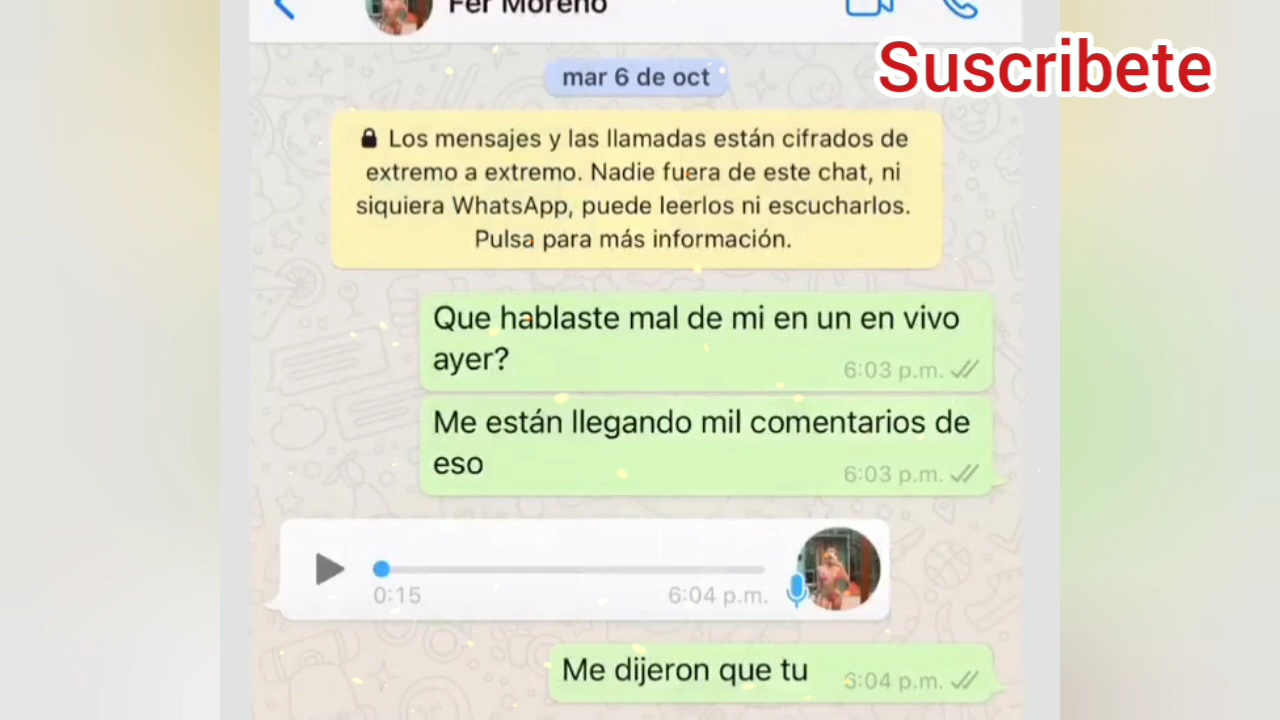 Fer Moreno
Suscribete
mar 6 de oct
Los mensajes y las llamadas están cifrados de
extremo a extremo. Nadie fuera de este chat, ni
siquiera WhatsApp, puede leerlos ni escucharlos.
Pulsa para más información.
Que hablaste mal de mi en un en vivo
ayer?
6:03 p.m.
Me están llegando mil comentarios de
eso
6:03 p.m.
0:15 6:04 p.m.
Me dijeron que tu 6:04 p.m.